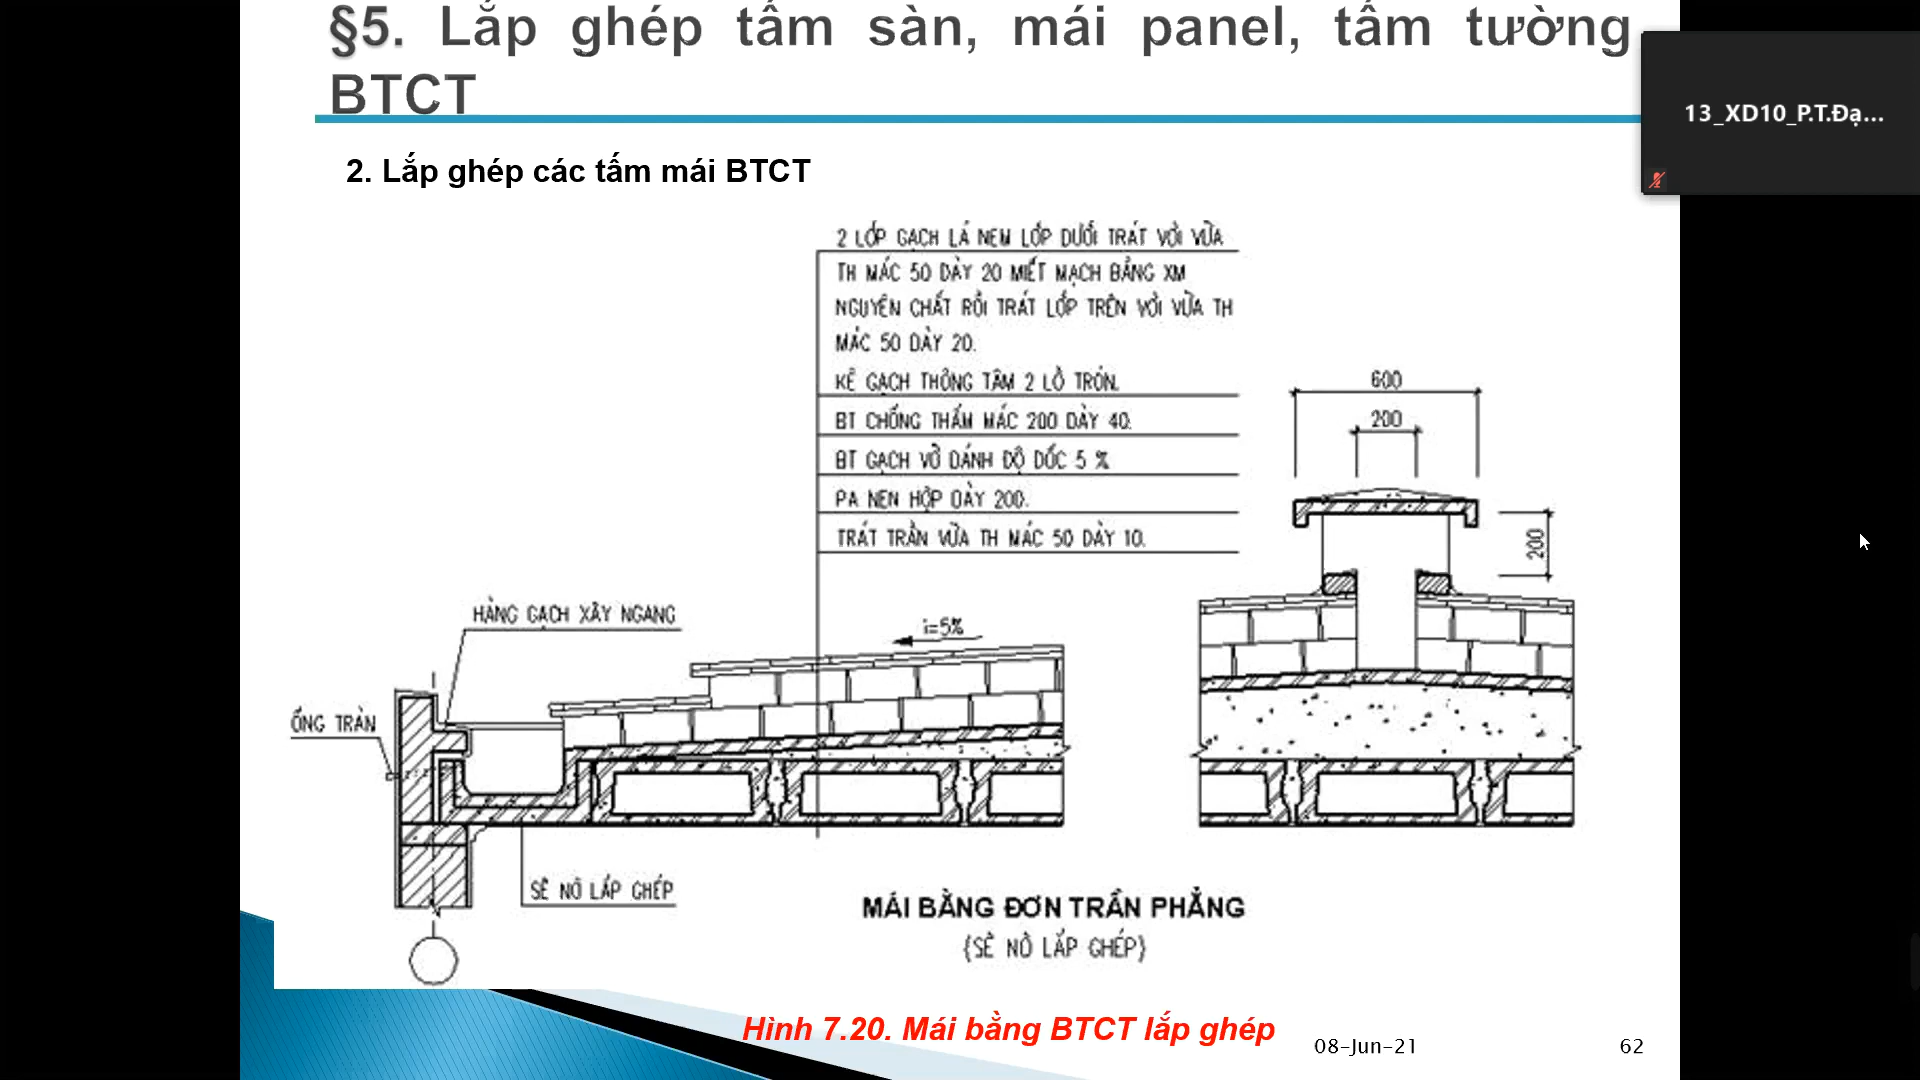 §5. Lắp ghép tấm sàn, mái panel, tấm tường
BTCT
13_XD10_P.T.Đạ...
2. Lắp ghép các tấm mái BTCT
2 LỚP GẠCH LÁ NEM LỚP DƯỚI TRÁT VỚI VỮA
TH MÁC 50 DÀY 20 MIẾT MẠCH BẰNG XM
NGUYÊN CHẤT RỒI TRÁT LỚP TRÊN VỚI VỮA TH
MÁC 50 DÀY 20.
KÊ GẠCH THÔNG TÂM 2 LỖ TRÒN.
BT CHỐNG THẤM MÁC 200 DÀY 40.
BT GẠCH VỠ DÁNH ĐỘ DỐC 5 %
PA NEN HỘP DÀY 200.
TRÁT TRẦN VỮA TH MÁC 50 DÀY 10.
600
200
200
HÀNG GẠCH XÂY NGANG
i=5%
ỐNG TRÀN
SÊ NÔ LẮP GHÉP
MÁI BẰNG ĐƠN TRẦN PHẲNG
(SÊ NÔ LẮP GHÉP)
Hình 7.20. Mái bằng BTCT lắp ghép
08-Jun-21
62